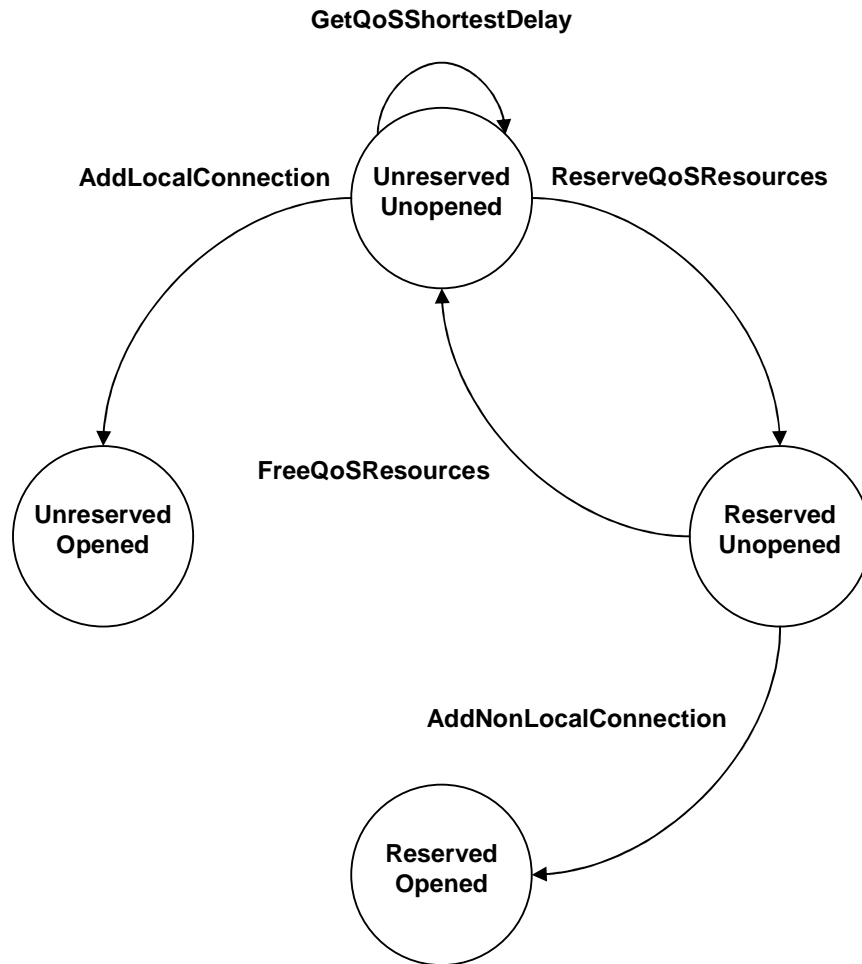 GetQoSShortestDelay
AddLocalConnection
Unreserved
Unopened
ReserveQoSResources
FreeQoSResources
Unreserved
Opened
Reserved
Unopened
AddNonLocalConnection
Reserved
Opened